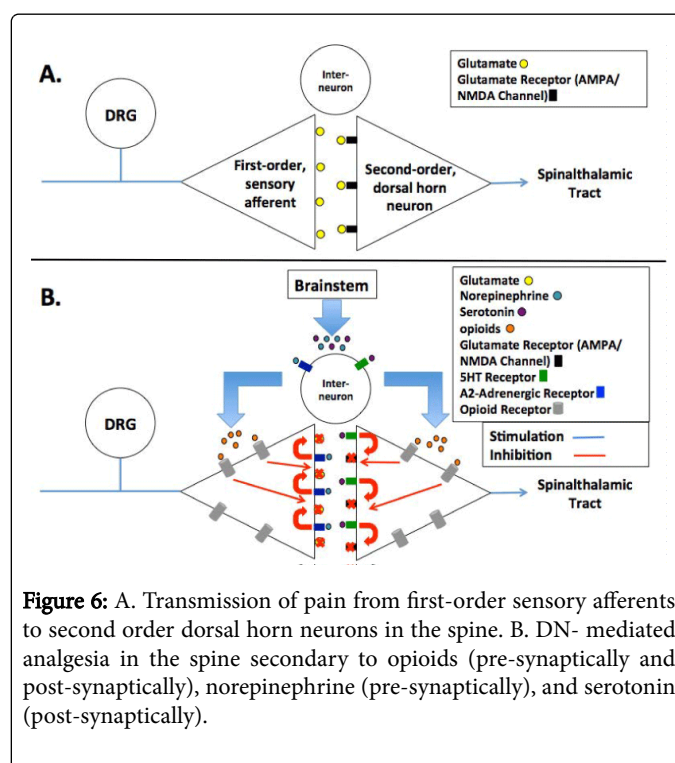 A.
Inter-
neuron
Glutamate
Glutamate Receptor (AMPA/
NMDA Channel)
DRG
First-order,
sensory
afferent
Second-order,
dorsal horn
neuron
Spinalthalamic
Tract
B.
Brainstem
Glutamate
Norepinephrine
Serotonin
opioids
Glutamate Receptor (AMPA/
NMDA Channel)
5HT Receptor
A2-Adrenergic Receptor
Opioid Receptor
Inter-
neuron
DRG
Stimulation
Inhibition
Spinalthalamic
Tract
Figure 6: A. Transmission of pain from first-order sensory afferents
to second order dorsal horn neurons in the spine. B. DN- mediated
analgesia in the spine secondary to opioids (pre-synaptically and
post-synaptically), norepinephrine (pre-synaptically), and serotonin
(post-synaptically).